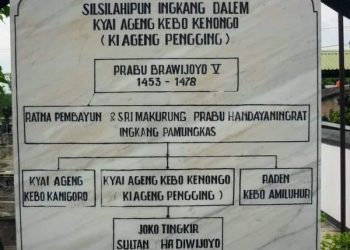 SILSILAHIPUN INGKANG DALEM
KYAI AGENG KEBO KENONGO
( KI AGENG PENGGING )
PRABU BRAWIJOYO V
1453 - 1478
RATNA PEMBAYUN & SRI MAKURUNG PRABU HANDAYANINGRAT
INGKANG PAMUNGKAS
KYAI AGENG
KEBO KANIGORO
KYAI AGENG KEBO KENONGO
( KI AGENG PENGGING )
RADEN
KEBO AMILUHUR
JOKO TINGKIR
SULTAN HADIWIJOYO